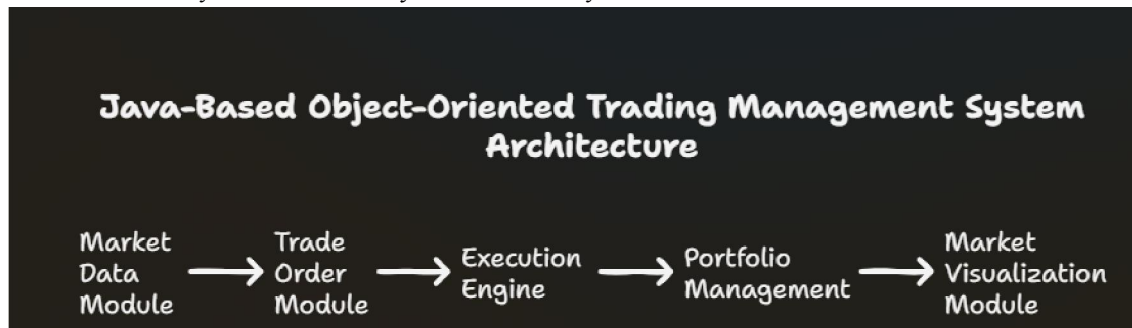 Java-Based Object-Oriented Trading Management System
Architecture
Market
Data
Module
Trade
Order
Module
Execution
Engine
Portfolio
Management
Market
Visualization
Module